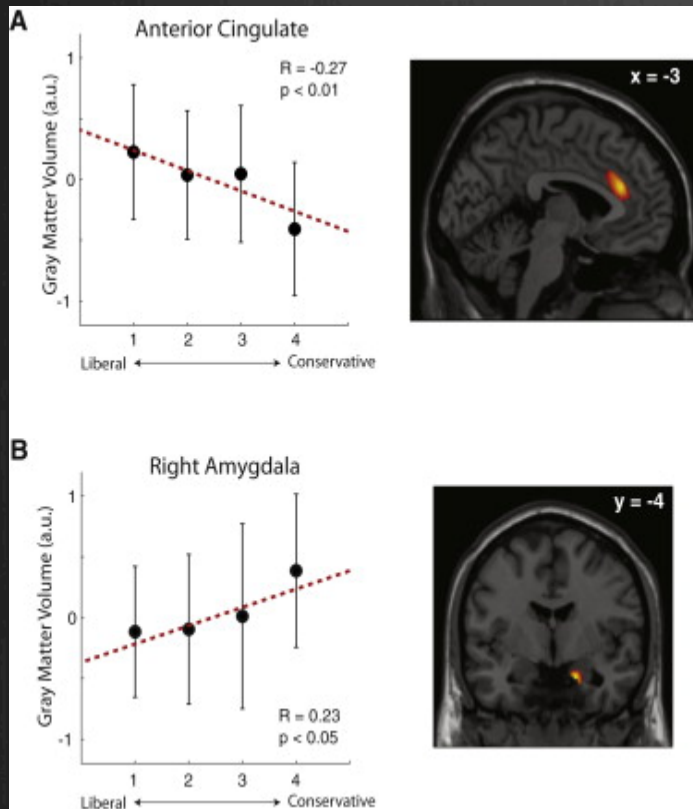 A
Anterior Cingulate
Gray Matter Volume (a.u.)
1
0
-1
R = -0.27
p < 0.01
1 2 3 4
Liberal Conservative
x = -3
B
Right Amygdala
Gray Matter Volume (a.u.)
1
0
-1
R = 0.23
p < 0.05
1 2 3 4
Liberal Conservative
y = -4